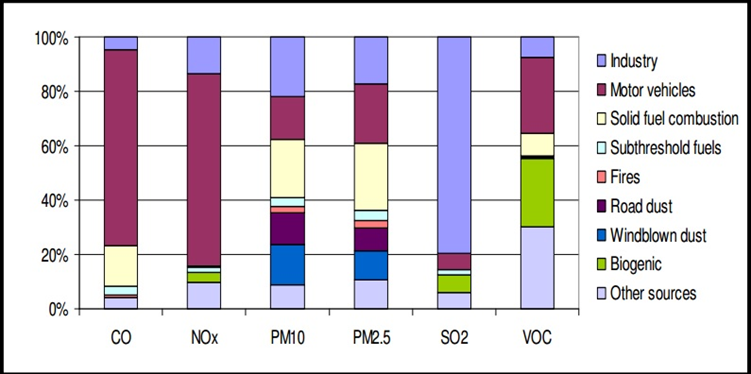 100%
80%
60%
40%
20%
0%
CO NOx PM10 PM2.5 SO2 VOC
Industry
Motor vehicles
Solid fuel combustion
Subthreshold fuels
Fires
Road dust
Windblown dust
Biogenic
Other sources